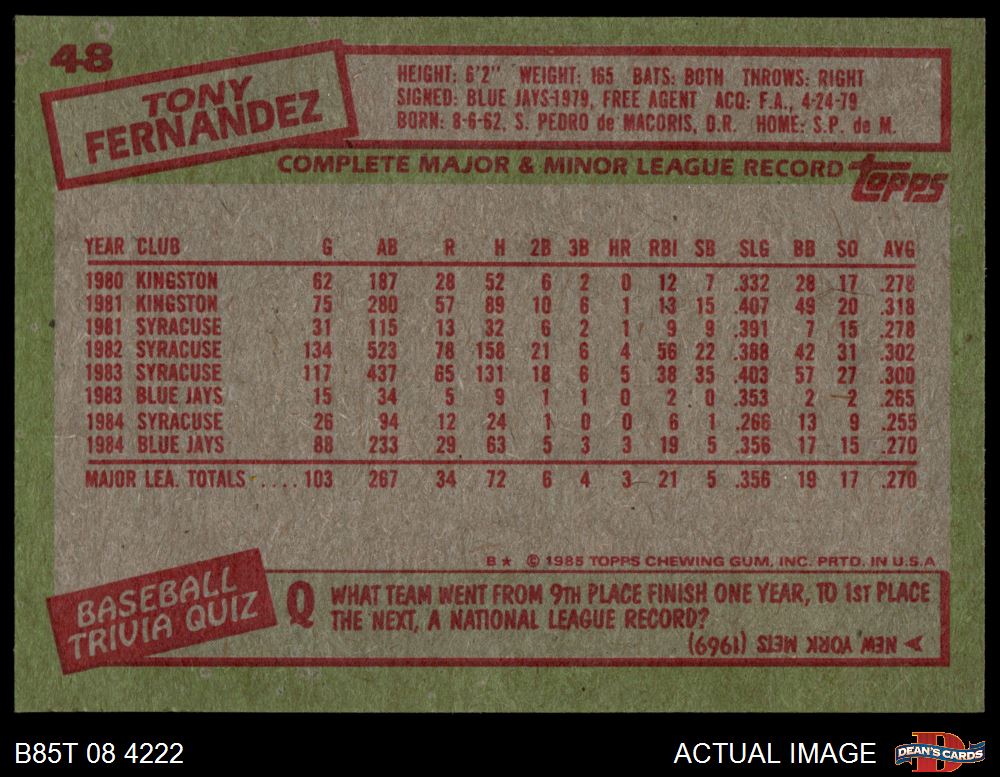 48
TONY
FERNANDEZ
HEIGHT: 6'2" WEIGHT: 165 BATS: BOTH THROWS: RIGHT
SIGNED: BLUE JAYS-1979, FREE AGENT ACQ: F.A., 4-24-79
BORN: 8-6-62, S. PEDRO de MACORIS, D.R. HOME: S.P. de M.
COMPLETE MAJOR & MINOR LEAGUE RECORD topps
YEAR CLUB G AB R H 2B 3B HR RBI SB SLG BB SO AVG
1980 KINGSTON 62 187 28 52 6 2 0 12 7 .332 28 17 .278
1981 KINGSTON 75 280 57 89 10 6 1 13 15 .407 49 20 .318
1981 SYRACUSE 31 115 13 32 6 2 1 9 9 .391 7 15 .278
1982 SYRACUSE 134 523 78 158 21 6 4 56 22 .388 42 31 .302
1983 SYRACUSE 117 437 65 131 18 6 5 38 35 .403 57 27 .300
1983 BLUE JAYS 15 34 5 9 1 1 0 2 0 .353 2 2 .265
1984 SYRACUSE 26 94 12 24 1 0 0 6 1 .266 13 9 .255
1984 BLUE JAYS 88 233 29 63 5 3 3 19 5 .356 17 15 .270
MAJOR LEA. TOTALS .... 103 267 34 72 6 4 3 21 5 .356 19 17 .270
B★ © 1985 TOPPS CHEWING GUM, INC. PRTD. IN U.S.A
BASEBALL
TRIVIA QUIZ
Q WHAT TEAM WENT FROM 9TH PLACE FINISH ONE YEAR, TO 1ST PLACE
THE NEXT, A NATIONAL LEAGUE RECORD?
➤ NEW YORK METS (1969)
B85T 08 4222
ACTUAL IMAGE
D
DEAN'S CARDS